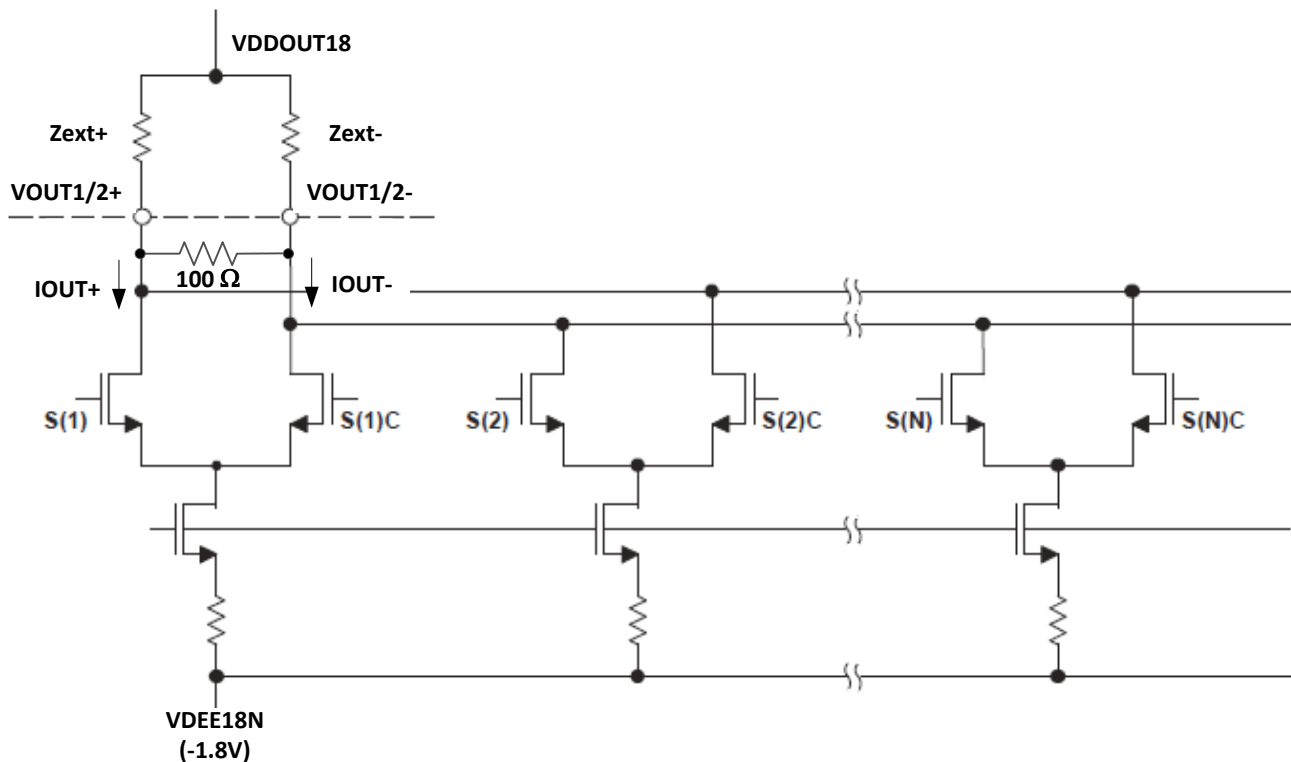 VDDOUT18
Zext+
Zext-
VOUT1/2+
VOUT1/2-
100 Ω
IOUT+
IOUT-
S(1)
S(1)C
S(2)
S(2)C
S(N)
S(N)C
VDEE18N
(-1.8V)